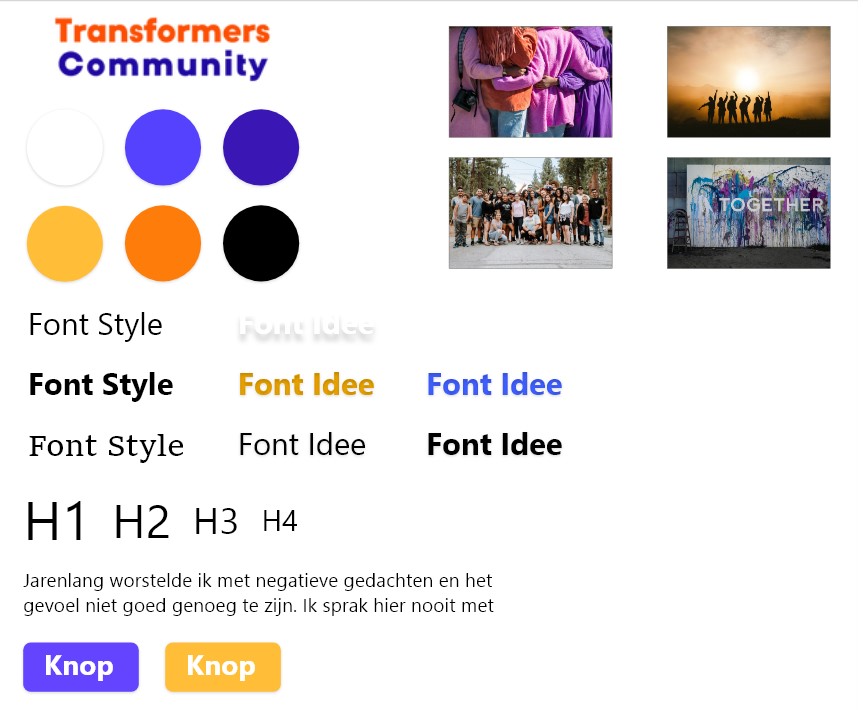 Transformers
Community
TOGETHER
Font Style
Font Idee
Font Style
Font Idee
Font Idee
Font Style
Font Idee
Font Idee
H1 H2 H3 H4
Jarenlang worstelde ik met negatieve gedachten en het
gevoel niet goed genoeg te zijn. Ik sprak hier nooit met
Knop
Knop